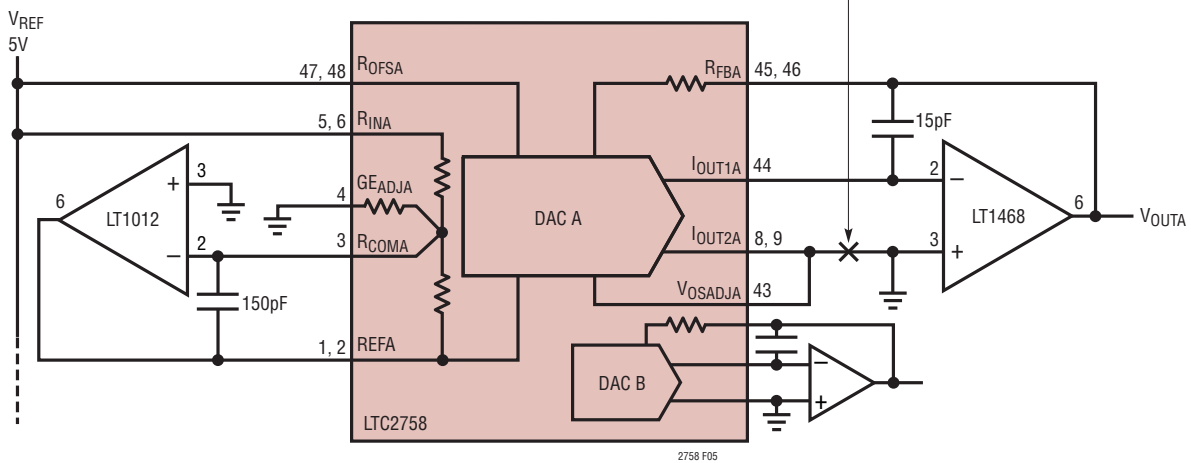 VREF
5V
47, 48
ROFSA
RFBA
45, 46
5, 6
RINA
15pF
GEADJA
4
IOUT1A
44
2
−
3
+
6
LT1012
DAC A
LT1468
6
VOUTA
2
−
3
RCOMA
IOUT2A
8, 9
3
+
VOSADJA
43
150pF
1, 2
REFA
DAC B
−
+
LTC2758
2758 F05